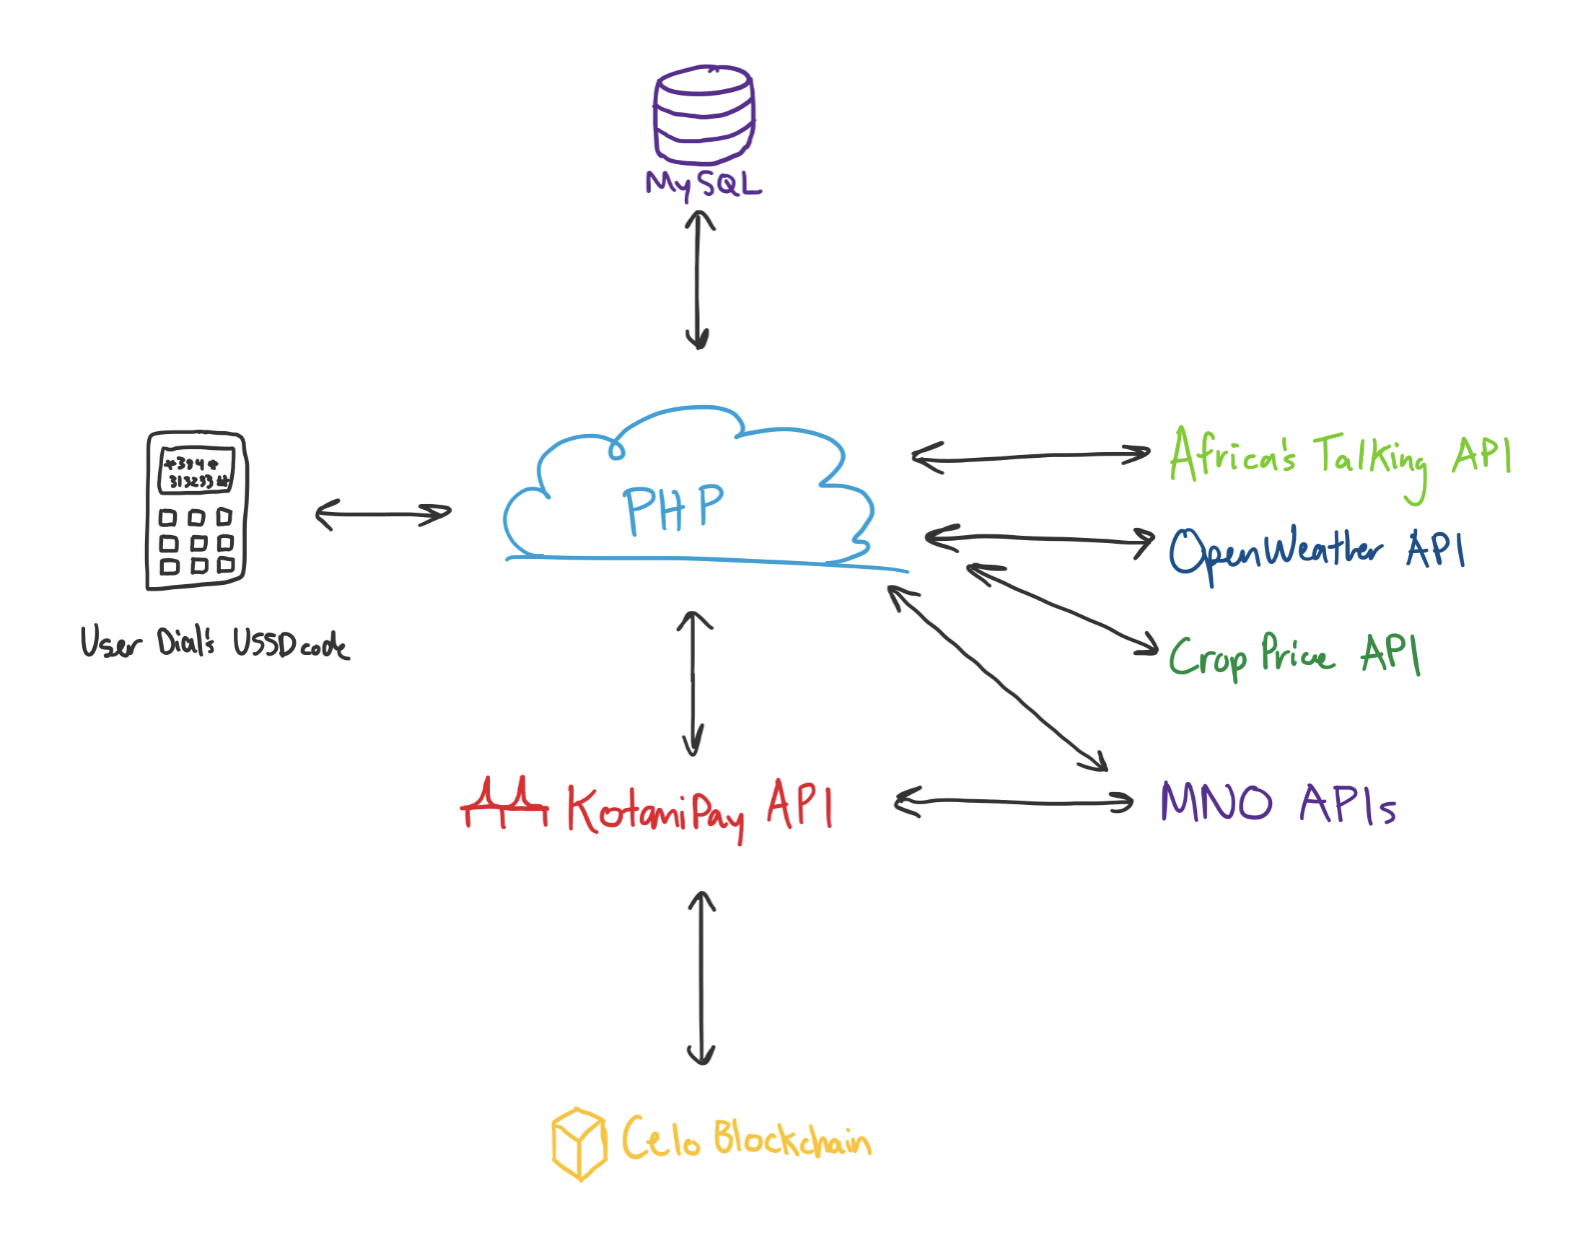 MySQL
Africa's Talking API
*384*
313233#
PHP
OpenWeather API
User Dial's USSD code
Crop Price API
KotaniPay API
MNO APIs
Celo Blockchain